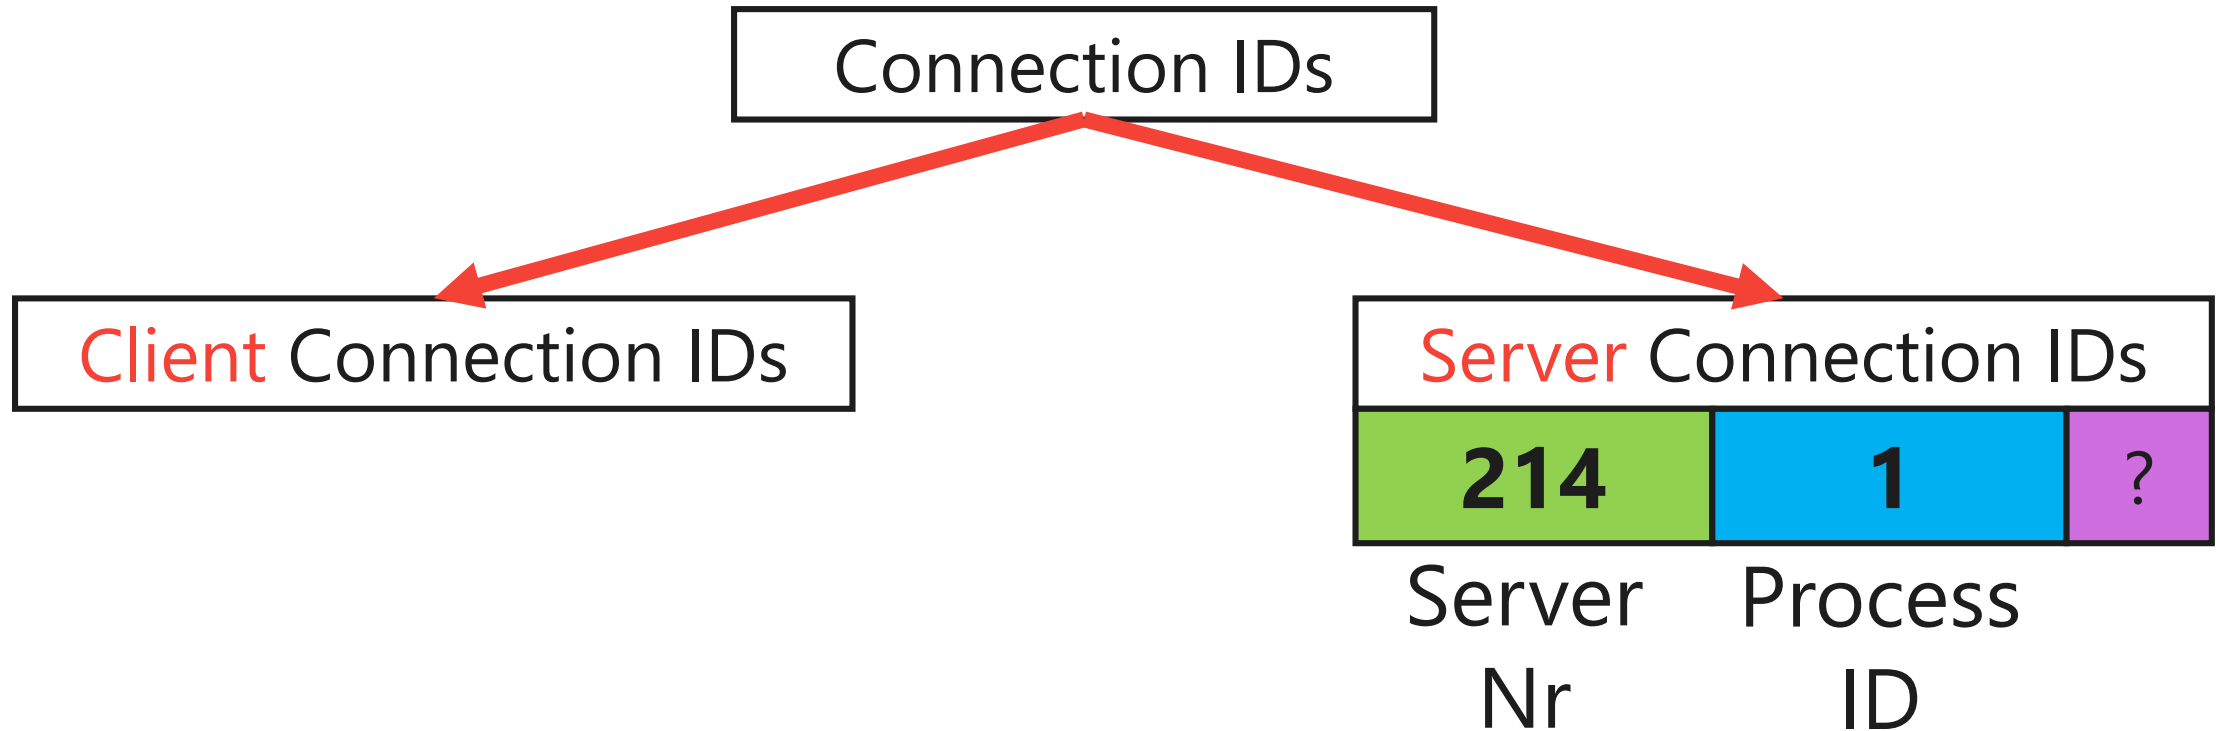 Connection IDs
Client Connection IDs
Server Connection IDs
214 1 ?
Server Process
Nr ID